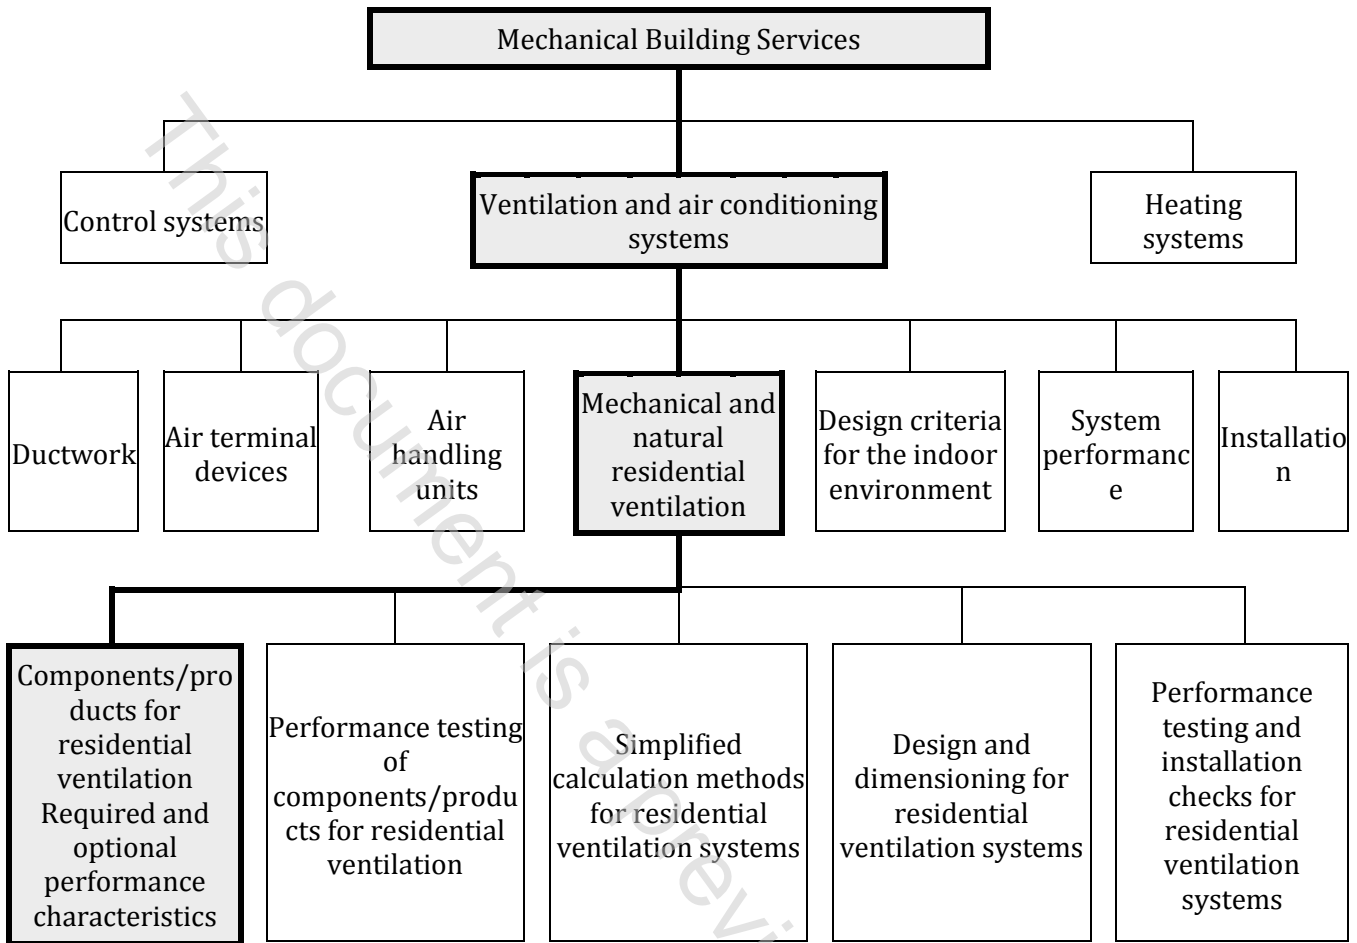 Mechanical Building Services
Control systems
Ventilation and air conditioning
systems
Heating
systems
Ductwork
Air terminal
devices
Air
handling
units
Mechanical and
natural
residential
ventilation
Design criteria
for the indoor
environment
System
performanc
e
Installatio
n
Components/pro
ducts for
residential
ventilation
Required and
optional
performance
characteristics
Performance testing
of
components/produ
cts for residential
ventilation
Simplified
calculation methods
for residential
ventilation systems
Design and
dimensioning for
residential
ventilation systems
Performance
testing and
installation
checks for
residential
ventilation
systems
This document is a previ